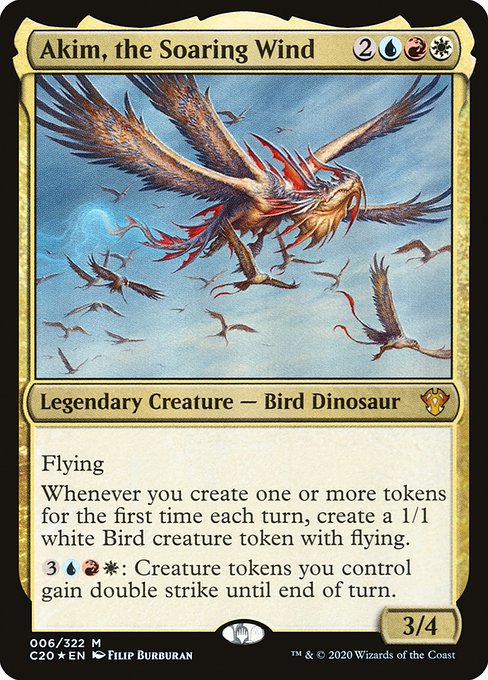 Akim, the Soaring Wind 2
Legendary Creature — Bird Dinosaur
Flying
Whenever you create one or more tokens
for the first time each turn, create a 1/1
white Bird creature token with flying.
3: Creature tokens you control
gain double strike until end of turn.
3/4
006/322 M
C20 ★ EN Filip Burburan
™ & © 2020 Wizards of the Coast